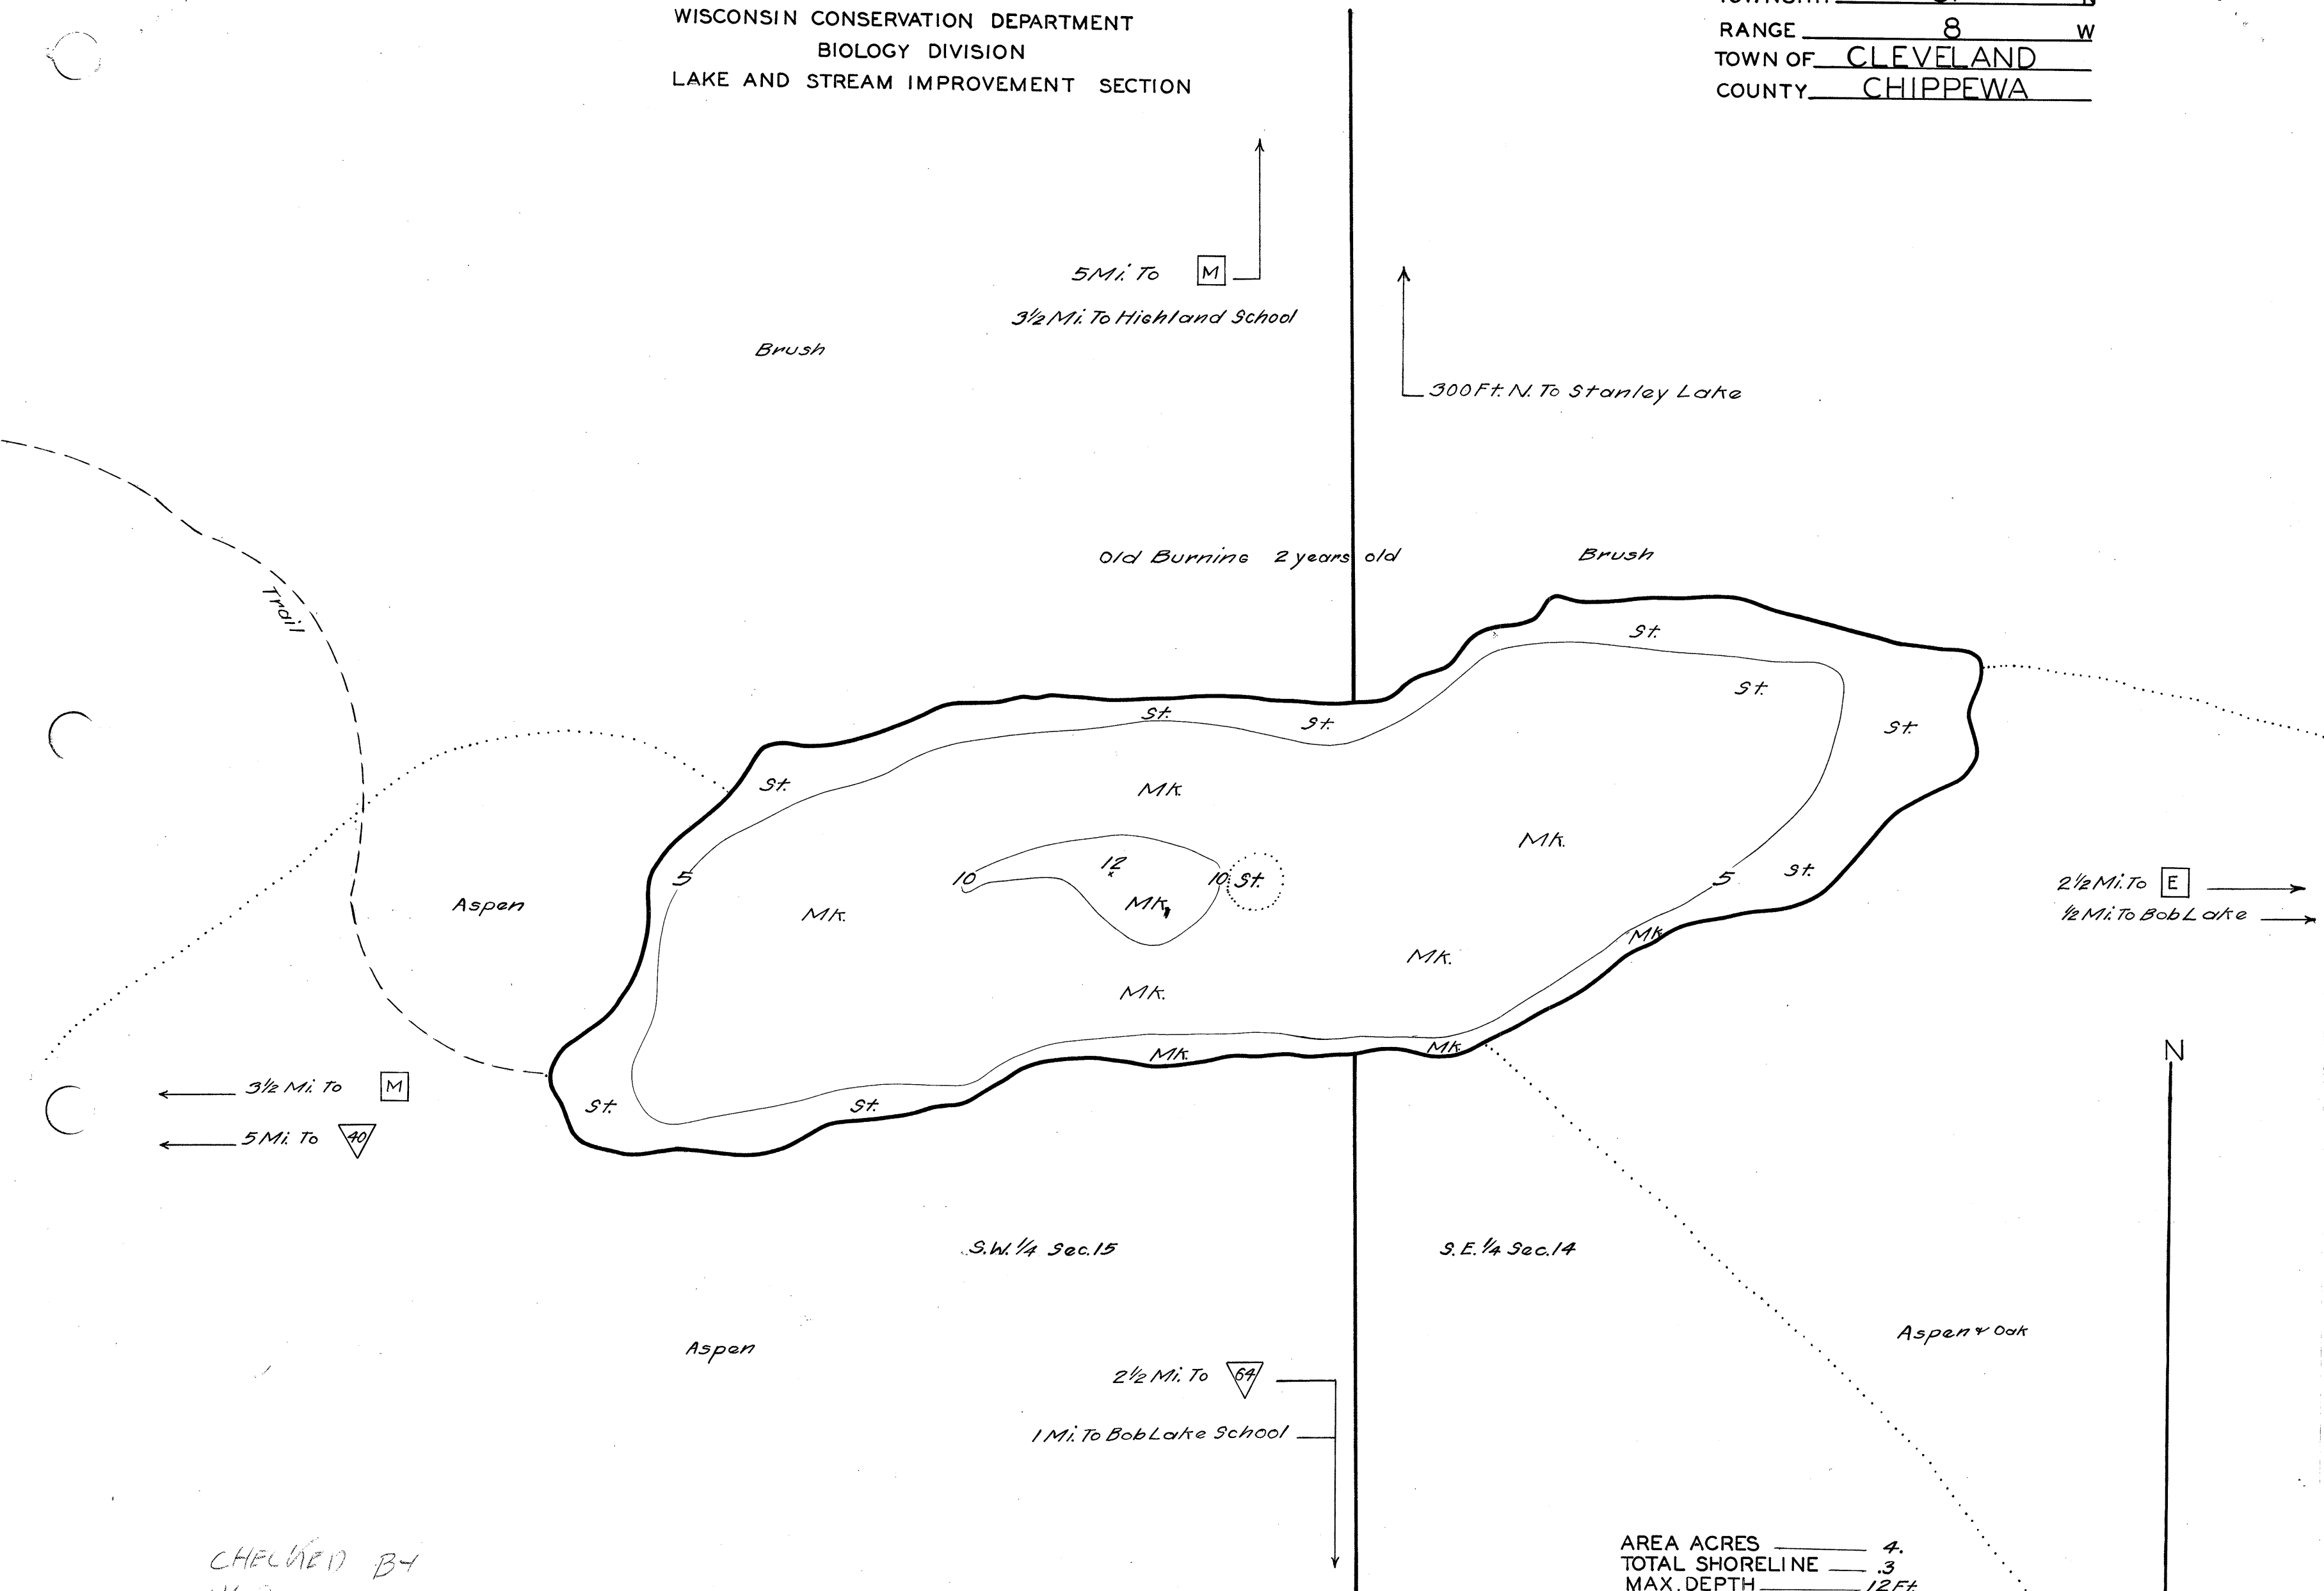 WISCONSIN CONSERVATION DEPARTMENT
BIOLOGY DIVISION
LAKE AND STREAM IMPROVEMENT SECTION
RANGE 8 W
TOWN OF CLEVELAND
COUNTY CHIPPEWA
5 Mi. To M
3½ Mi. To Highland School
Brush
300 Ft. N. To Stanley Lake
Old Burning 2 years old
Brush
Trail
St.
St.
St.
St.
St.
St.
Mk.
Mk.
12
5
10
10
St.
5
St.
Aspen
Mk.
Mk.
2½ Mi. To E
½ Mi. To Bob Lake
Mk.
Mk.
Mk.
N
Mk.
Mk.
3½ Mi. To M
St.
St.
5 Mi. To 40
S.W. ¼ Sec. 15
S.E. ¼ Sec. 14
Aspen & Oak
Aspen
2½ Mi. To 64
1 Mi. To Bob Lake School
AREA ACRES 4.
TOTAL SHORELINE .3
MAX. DEPTH 12 Ft.
CHECKED BY